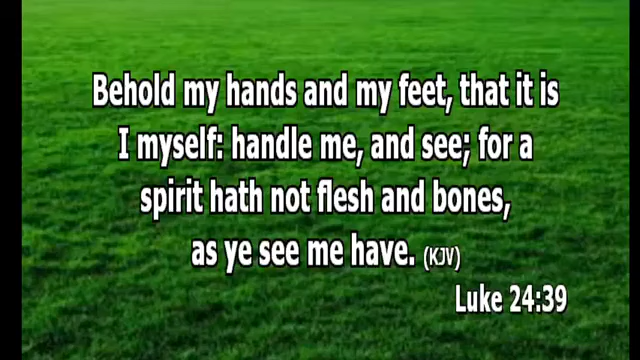 Behold my hands and my feet, that it is
I myself: handle me, and see; for a
spirit hath not flesh and bones,
as ye see me have. (KJV)
Luke 24:39